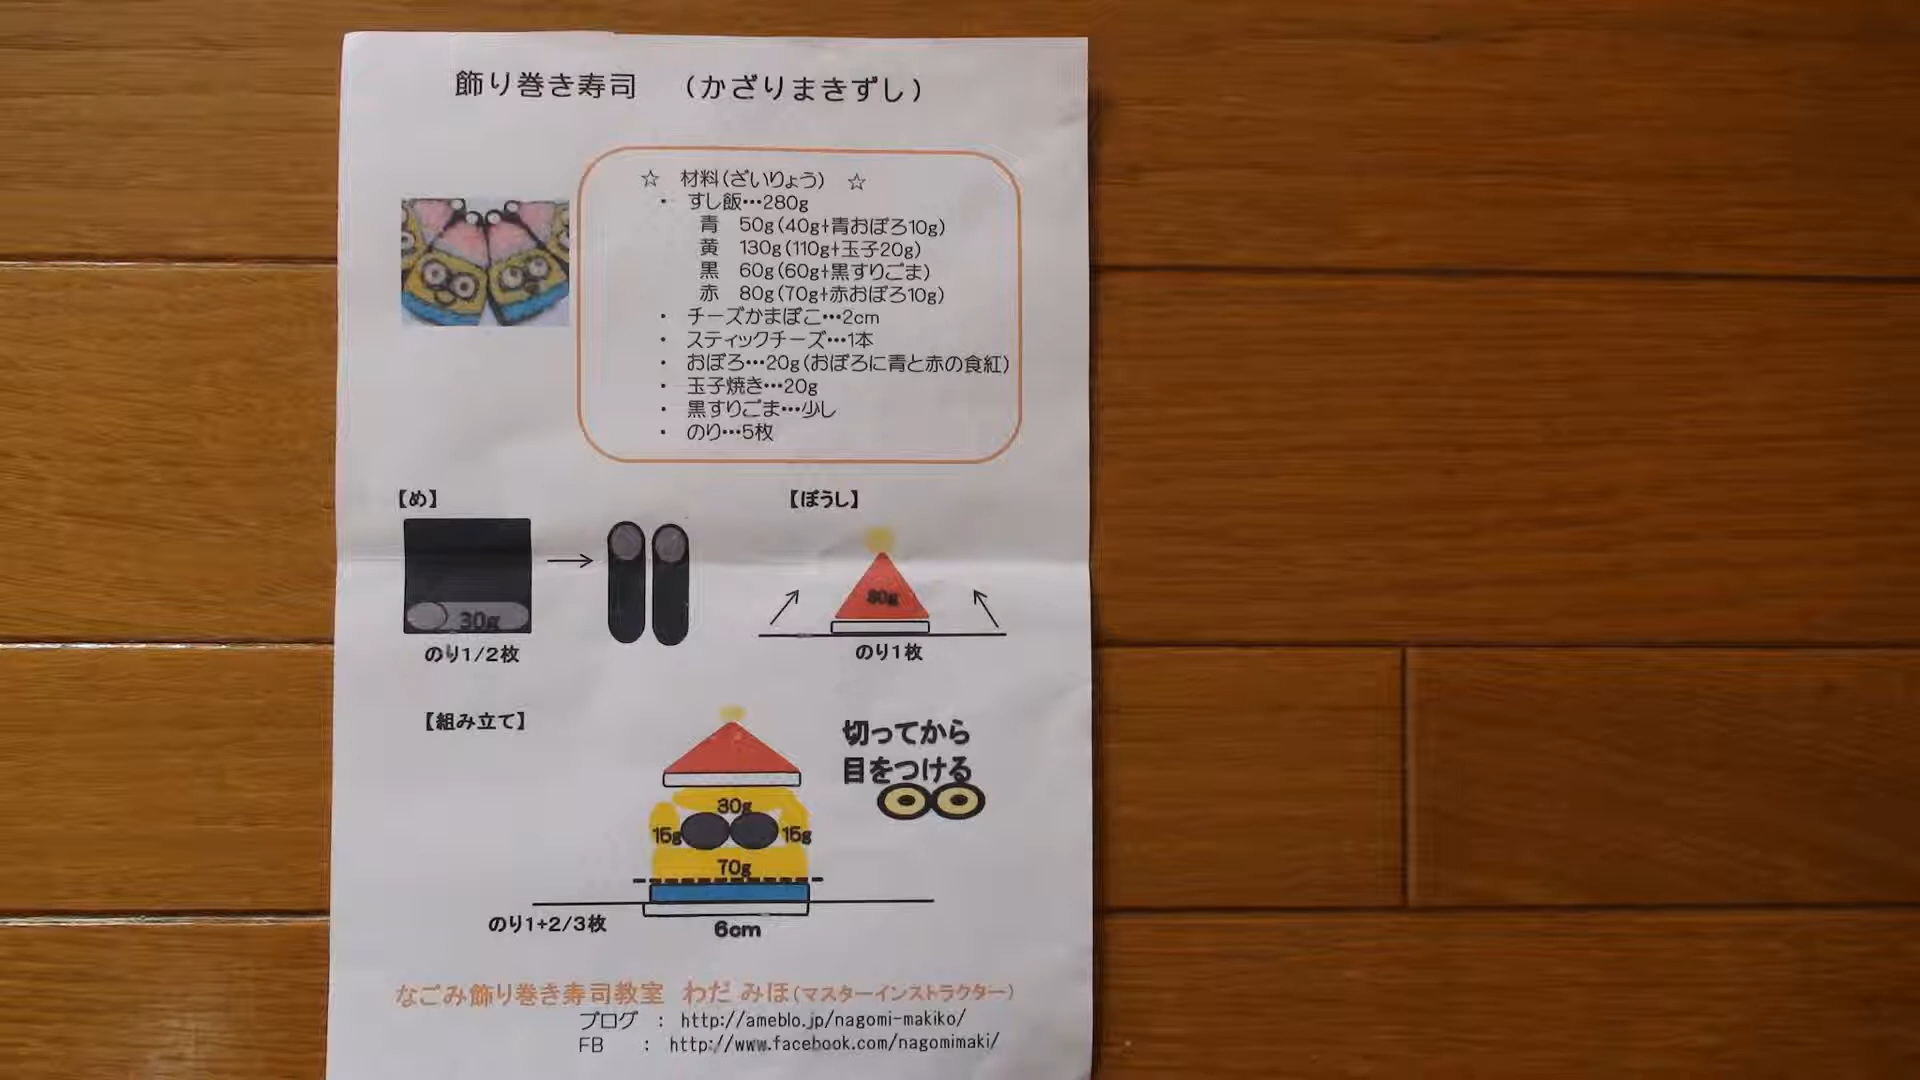 飾り巻き寿司 （かざりまきずし）
☆ 材料（ざいりょう） ☆
・ すし飯…280g
青 50g（40g+青おぼろ10g）
黄 130g（110g+玉子20g）
黒 60g（60g+黒すりごま）
赤 80g（70g+赤おぼろ10g）
・ チーズかまぼこ…2cm
・ スティックチーズ…1本
・ おぼろ…20g（おぼろに青と赤の食紅）
・ 玉子焼き…20g
・ 黒すりごま…少し
・ のり…5枚
【め】
30g
のり1/2枚
【ぼうし】
80g
のり1枚
【組み立て】
切ってから
目をつける
30g
15g 15g
70g
のり1+2/3枚
6cm
なごみ飾り巻き寿司教室 わだ みほ（マスターインストラクター）
ブログ ： http://ameblo.jp/nagomi-makiko/
FB ： http://www.facebook.com/nagomimaki/